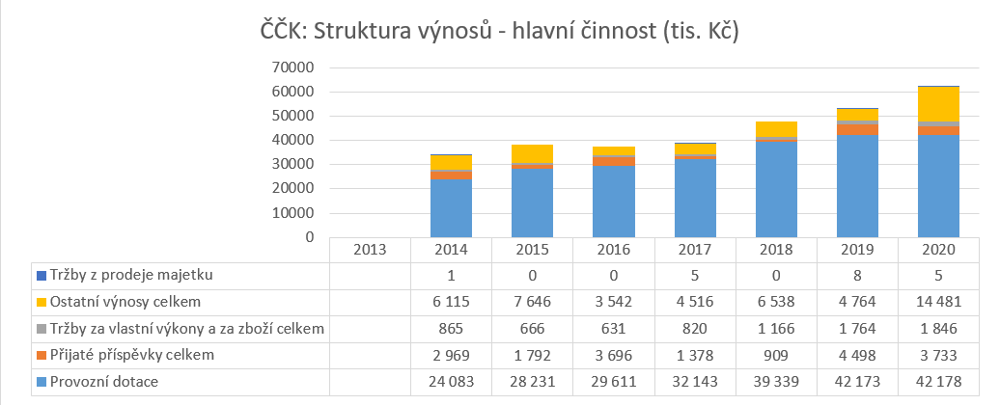 ČČK: Struktura výnosů - hlavní činnost (tis. Kč)
70000
60000
50000
40000
30000
20000
10000
0
2013 2014 2015 2016 2017 2018 2019 2020
Tržby z prodeje majetku 1 0 0 5 0 8 5
Ostatní výnosy celkem 6 115 7 646 3 542 4 516 6 538 4 764 14 481
Tržby za vlastní výkony a za zboží celkem 865 666 631 820 1 166 1 764 1 846
Přijaté příspěvky celkem 2 969 1 792 3 696 1 378 909 4 498 3 733
Provozní dotace 24 083 28 231 29 611 32 143 39 339 42 173 42 178